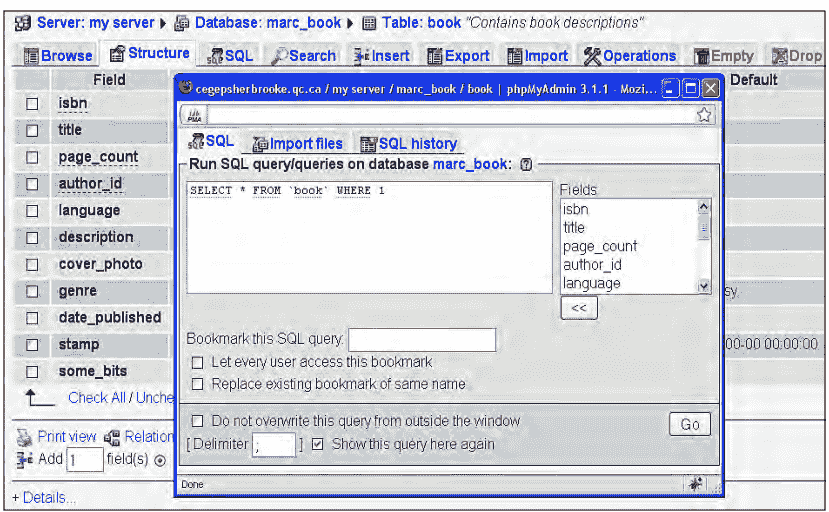 Server: my server ▸ Database: marc_book ▸ Table: book "Contains book descriptions"
Browse Structure SQL Search Insert Export Import Operations Empty Drop
Field Default
isbn
title
page_count
author_id
language
description
cover_photo
genre
date_published
stamp 00-00 00:00:00
some_bits
Check All / Unche
Print view Relation
Add 1 field(s)
+ Details...
cegepsherbrooke.qc.ca / my server / marc_book / book | phpMyAdmin 3.1.1 - Mozi...
PMA
SQL Import files SQL history
Run SQL query/queries on database marc_book:
SELECT * FROM `book` WHERE 1
Fields
isbn
title
page_count
author_id
language
<<
Bookmark this SQL query:
Let every user access this bookmark
Replace existing bookmark of same name
Do not overwrite this query from outside the window
Go
[ Delimiter ; ] Show this query here again
Done